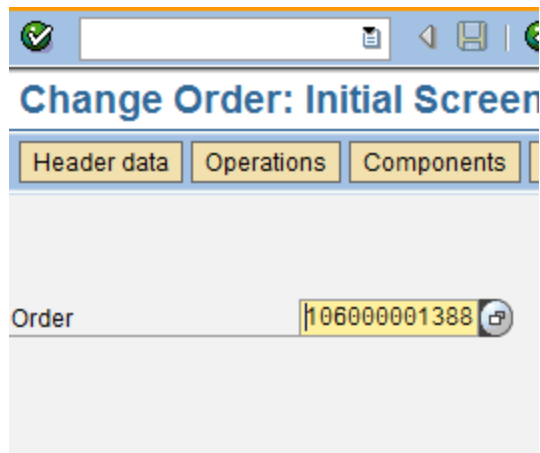 Change Order: Initial Screen
Header data Operations Components
Order 106000001388